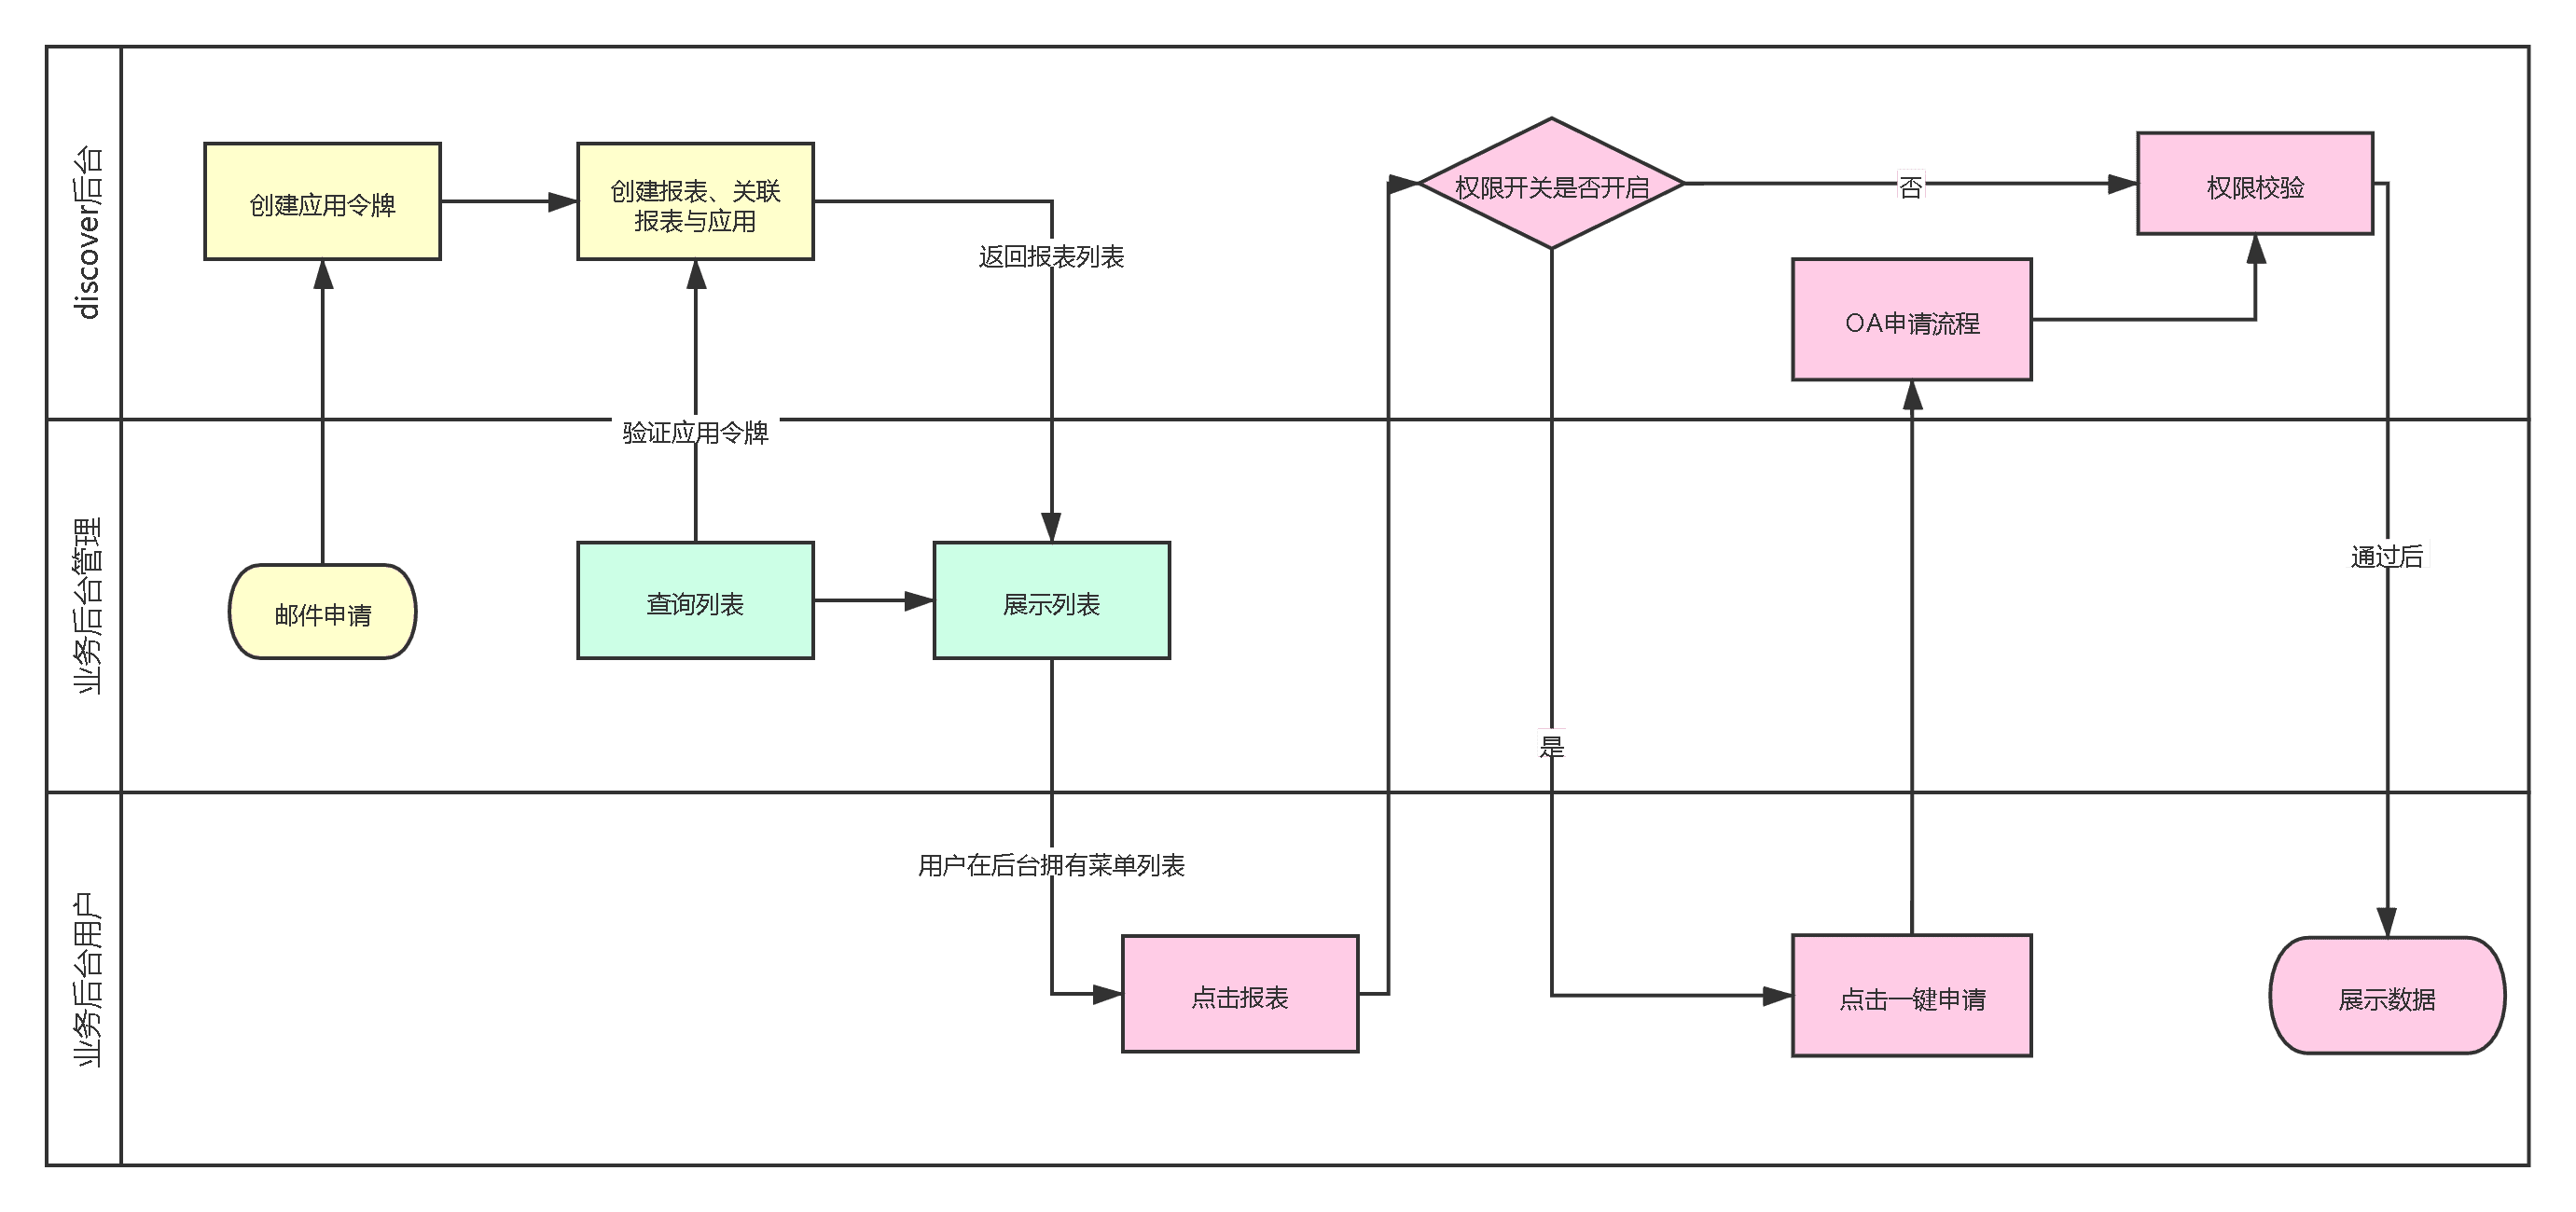 discover后台
创建应用令牌
创建报表、关联
报表与应用
返回报表列表
权限开关是否开启
否
权限校验
OA申请流程
业务后台管理
验证应用令牌
邮件申请
查询列表
展示列表
通过后
是
业务后台用户
用户在后台拥有菜单列表
点击报表
点击一键申请
展示数据